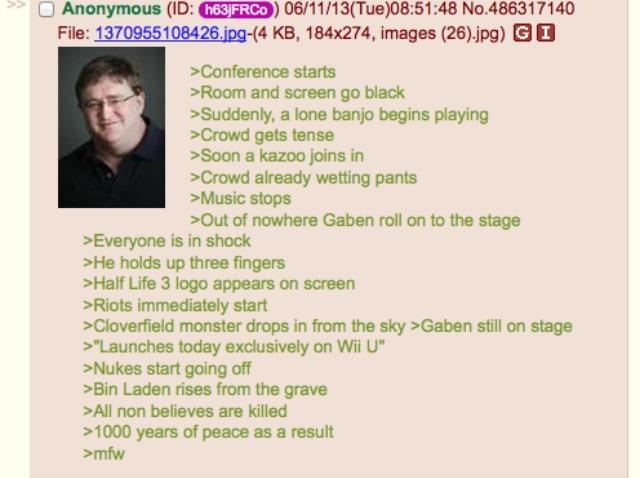 >> Anonymous (ID: h63jFRCo) 06/11/13(Tue)08:51:48 No.486317140
File: 1370955108426.jpg-(4 KB, 184x274, images (26).jpg) G I
>Conference starts
>Room and screen go black
>Suddenly, a lone banjo begins playing
>Crowd gets tense
>Soon a kazoo joins in
>Crowd already wetting pants
>Music stops
>Out of nowhere Gaben roll on to the stage
>Everyone is in shock
>He holds up three fingers
>Half Life 3 logo appears on screen
>Riots immediately start
>Cloverfield monster drops in from the sky >Gaben still on stage
>"Launches today exclusively on Wii U"
>Nukes start going off
>Bin Laden rises from the grave
>All non believes are killed
>1000 years of peace as a result
>mfw